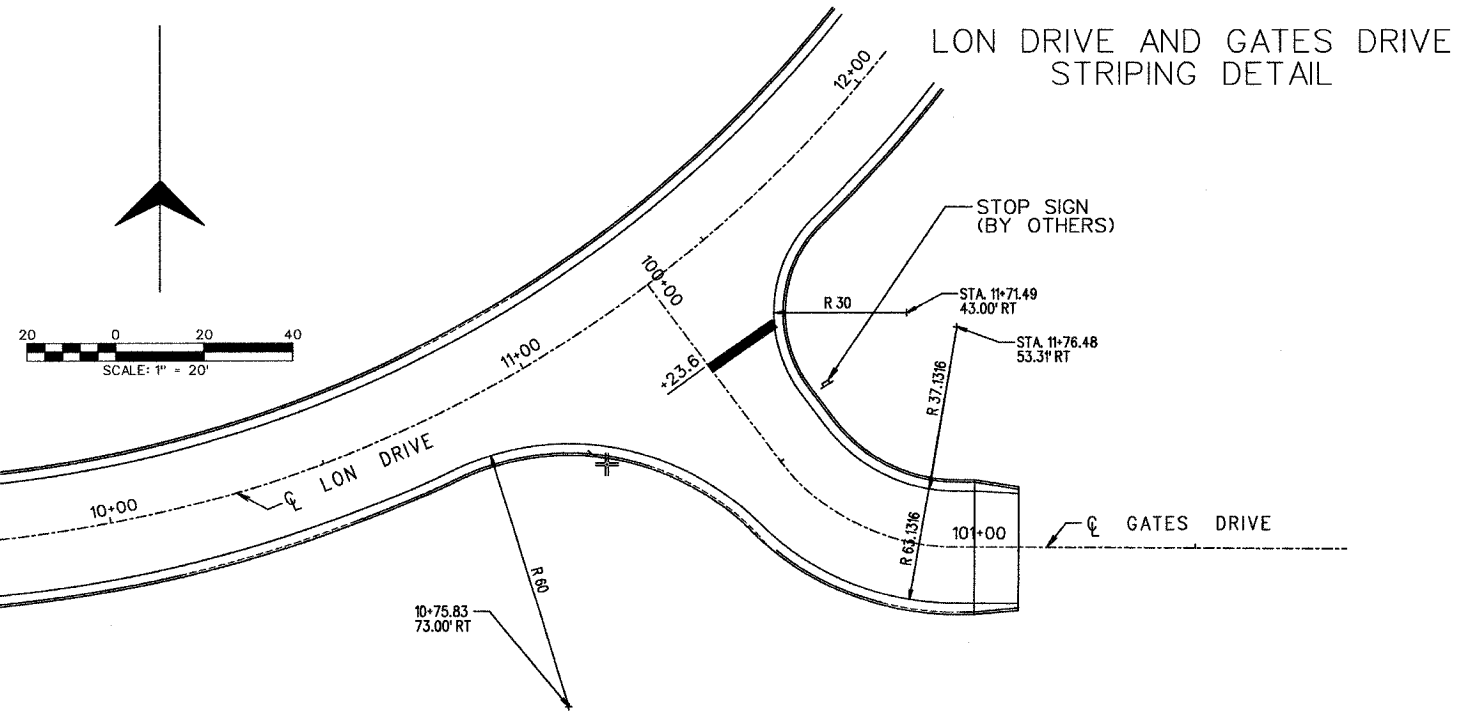 LON DRIVE AND GATES DRIVE
STRIPING DETAIL
12+00
STOP SIGN
(BY OTHERS)
100+00
R 30
STA. 11+71.49
43.00' RT
20 0 20 40
SCALE: 1" = 20'
11+00
STA. 11+76.48
53.31' RT
+23.6
R 37.1316
℄ LON DRIVE
10+00
101+00
℄ GATES DRIVE
R 63.1316
R 60
10+75.83
73.00' RT